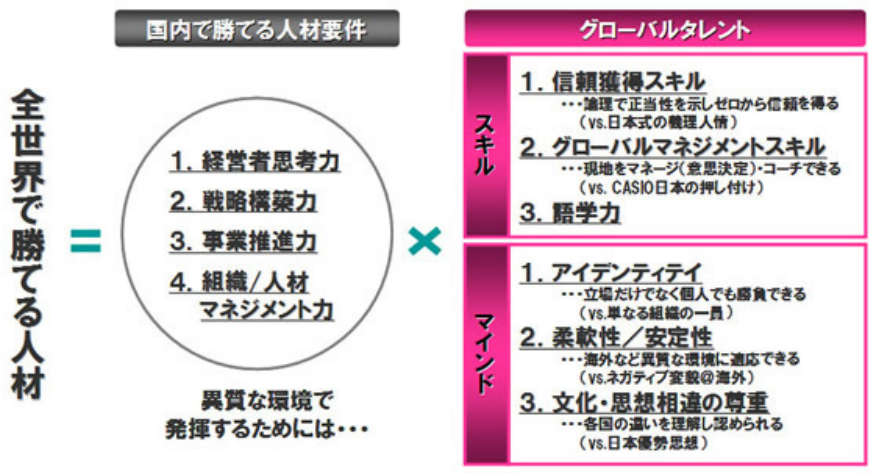 全世界で勝てる人材
=
国内で勝てる人材要件
1. 経営者思考力
2. 戦略構築力
3. 事業推進力
4. 組織/人材
マネジメント力
異質な環境で
発揮するためには・・・
×
グローバルタレント
スキル
1. 信頼獲得スキル
・・・論理で正当性を示しゼロから信頼を得る
(vs.日本式の義理人情)
2. グローバルマネジメントスキル
・・・現地をマネージ(意思決定)・コーチできる
(vs. CASIO日本の押し付け)
3. 語学力
マインド
1. アイデンティテイ
・・・立場だけでなく個人でも勝負できる
(vs.単なる組織の一員)
2. 柔軟性/安定性
・・・海外など異質な環境に適応できる
(vs.ネガティブ変貌@海外)
3. 文化・思想相違の尊重
・・・各国の違いを理解し認められる
(vs.日本優勢思想)